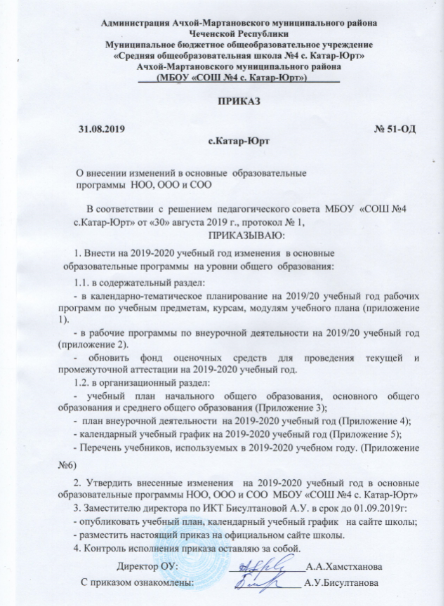 Администрация Ачхой-Мартановского муниципального района
Чеченской Республики
Муниципальное бюджетное общеобразовательное учреждение
«Средняя общеобразовательная школа №4 с. Катар-Юрт»
Ачхой-Мартановского муниципального района
(МБОУ «СОШ №4 с. Катар-Юрт»)
ПРИКАЗ
31.08.2019 № 51-ОД
с.Катар-Юрт
О внесении изменений в основные образовательные
программы НОО, ООО и СОО
В соответствии с решением педагогического совета МБОУ «СОШ №4
с.Катар-Юрт» от «30» августа 2019 г., протокол № 1,
ПРИКАЗЫВАЮ:
1. Внести на 2019-2020 учебный год изменения в основные
образовательные программы на уровни общего образования:
1.1. в содержательный раздел:
- в календарно-тематическое планирование на 2019/20 учебный год рабочих
программ по учебным предметам, курсам, модулям учебного плана (приложение
1).
- в рабочие программы по внеурочной деятельности на 2019/20 учебный год
(приложение 2).
- обновить фонд оценочных средств для проведения текущей и
промежуточной аттестации на 2019-2020 учебный год.
1.2. в организационный раздел:
- учебный план начального общего образования, основного общего
образования и среднего общего образования (Приложение 3);
- план внеурочной деятельности на 2019-2020 учебный год (Приложение 4);
- календарный учебный график на 2019-2020 учебный год (Приложение 5);
- Перечень учебников, используемых в 2019-2020 учебном году. (Приложение
№6)
2. Утвердить внесенные изменения на 2019-2020 учебный год в основные
образовательные программы НОО, ООО и СОО МБОУ «СОШ №4 с. Катар-Юрт»
3. Заместителю директора по ИКТ Бисултановой А.У. в срок до 01.09.2019г:
- опубликовать учебный план, календарный учебный график на сайте школы;
- разместить настоящий приказ на официальном сайте школы.
4. Контроль исполнения приказа оставляю за собой.
Директор ОУ: А.А.Хамстханова
С приказом ознакомлены: А.У.Бисултанова